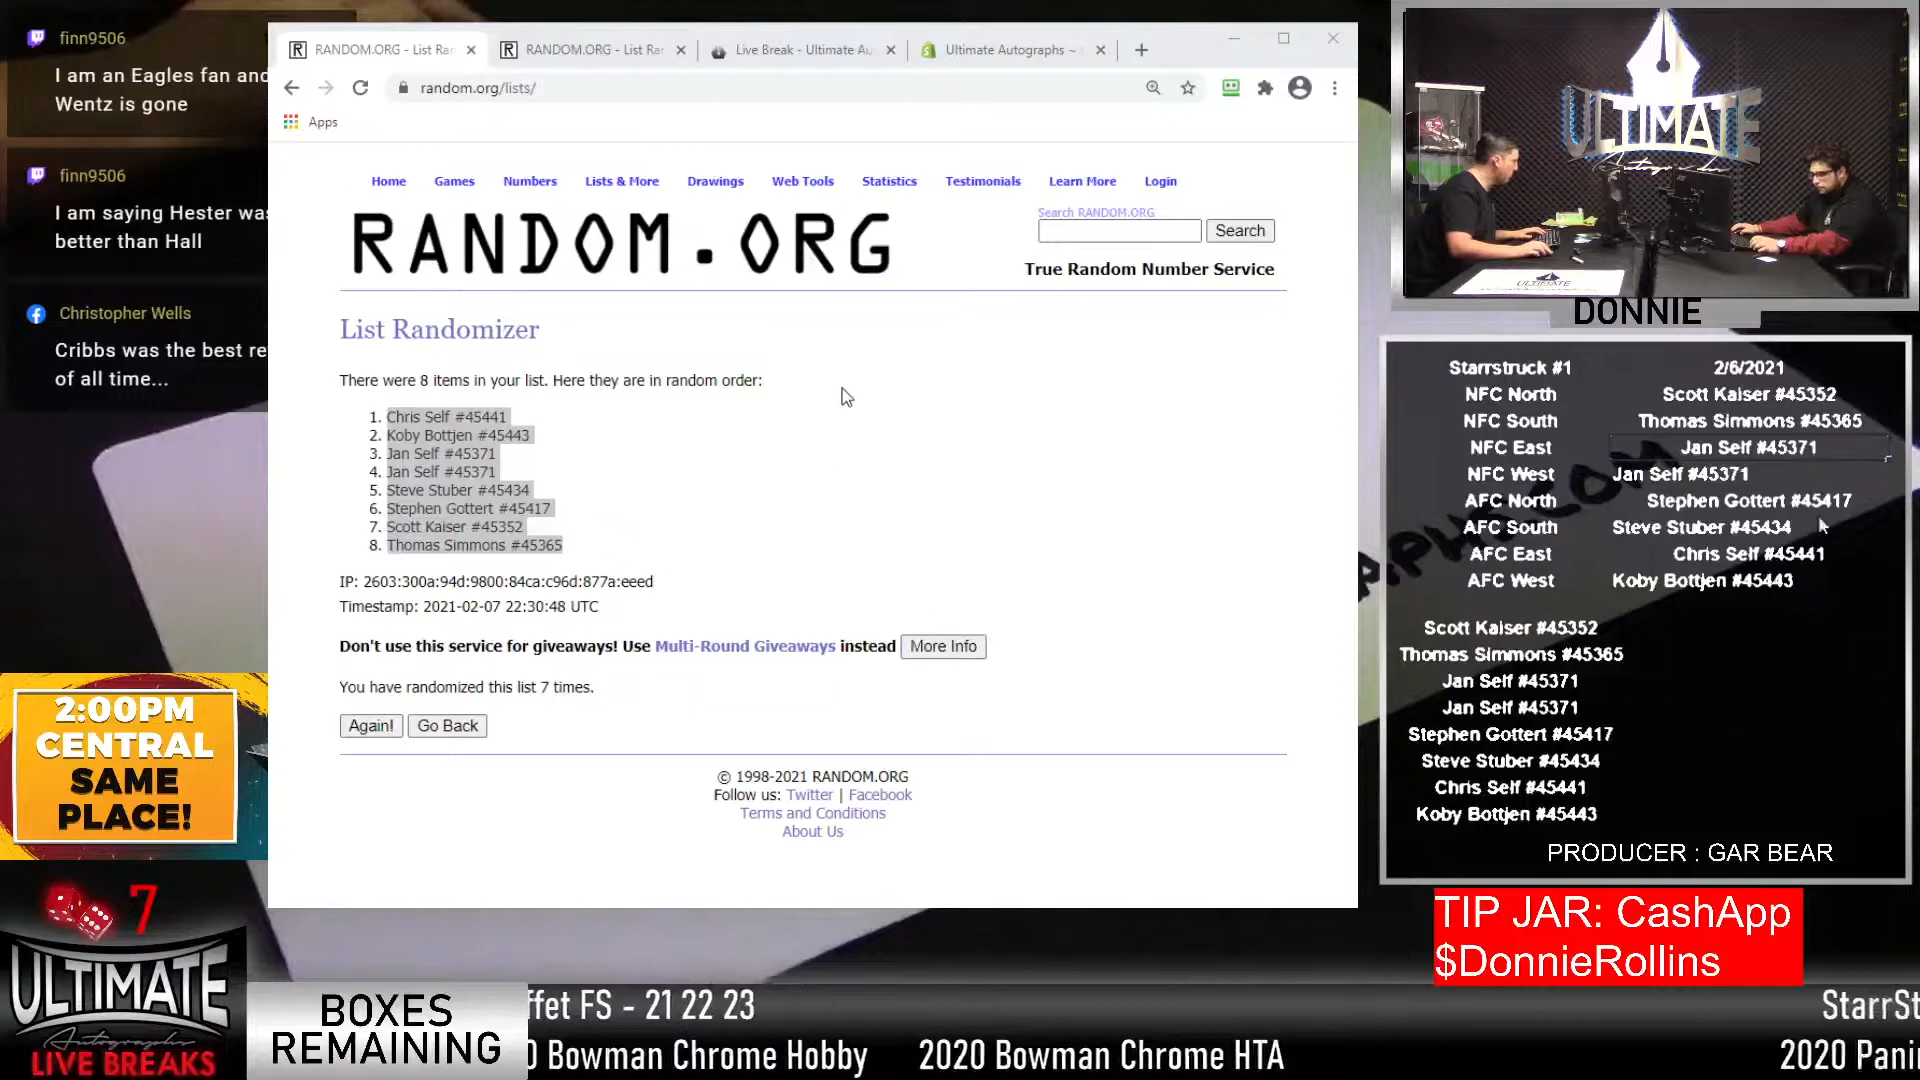 finn9506
I am an Eagles fan and
Wentz is gone
finn9506
I am saying Hester was
better than Hall
Christopher Wells
Cribbs was the best re
of all time...
2:00PM
CENTRAL
SAME
PLACE!
7
ULTIMATE
Autographs
LIVE BREAKS
RANDOM.ORG - List Ra
RANDOM.ORG - List Ra
Live Break - Ultimate Au
Ultimate Autographs ~
random.org/lists/
Apps
Home Games Numbers Lists & More Drawings Web Tools Statistics Testimonials Learn More Login
RANDOM.ORG
Search RANDOM.ORG
Search
True Random Number Service
List Randomizer
There were 8 items in your list. Here they are in random order:
1. Chris Self #45441
2. Koby Bottjen #45443
3. Jan Self #45371
4. Jan Self #45371
5. Steve Stuber #45434
6. Stephen Gottert #45417
7. Scott Kaiser #45352
8. Thomas Simmons #45365
IP: 2603:300a:94d:9800:84ca:c96d:877a:eeed
Timestamp: 2021-02-07 22:30:48 UTC
Don't use this service for giveaways! Use Multi-Round Giveaways instead More Info
You have randomized this list 7 times.
Again! Go Back
© 1998-2021 RANDOM.ORG
Follow us: Twitter | Facebook
Terms and Conditions
About Us
ULTIMATE
Autographs
ULTIMATE
DONNIE
Starrstruck #1 2/6/2021
NFC North Scott Kaiser #45352
NFC South Thomas Simmons #45365
NFC East Jan Self #45371
NFC West Jan Self #45371
AFC North Stephen Gottert #45417
AFC South Steve Stuber #45434
AFC East Chris Self #45441
AFC West Koby Bottjen #45443
Scott Kaiser #45352
Thomas Simmons #45365
Jan Self #45371
Jan Self #45371
Stephen Gottert #45417
Steve Stuber #45434
Chris Self #45441
Koby Bottjen #45443
PRODUCER : GAR BEAR
TIP JAR: CashApp
$DonnieRollins
BOXES
REMAINING
ffet FS - 21 22 23 StarrSt
0 Bowman Chrome Hobby 2020 Bowman Chrome HTA 2020 Pani